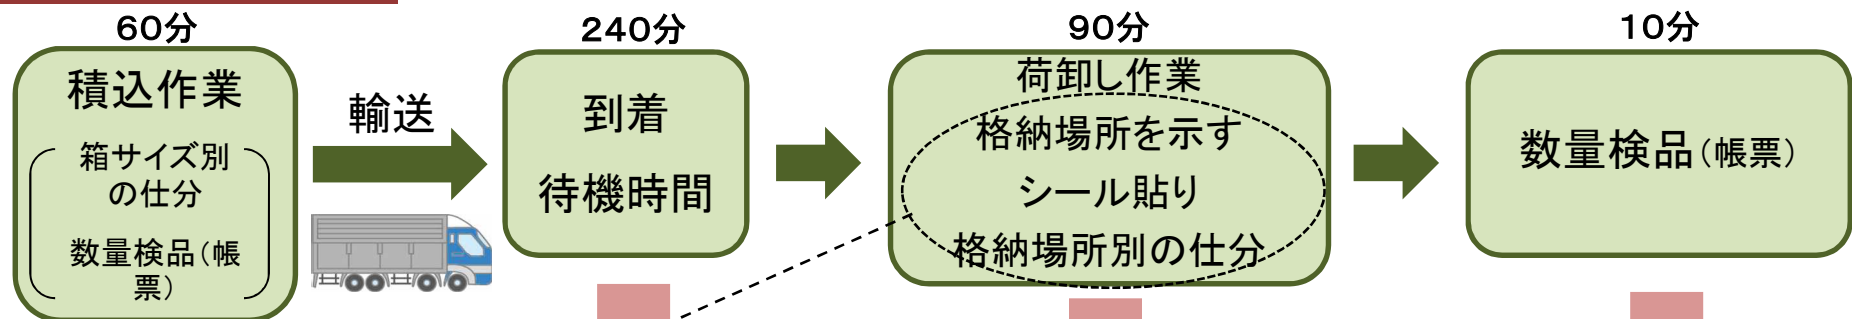 60分
積込作業
箱サイズ別
の仕分
数量検品(帳
票)
輸送
240分
到着
待機時間
90分
荷卸し作業
格納場所を示す
シール貼り
格納場所別の仕分
10分
数量検品(帳票)